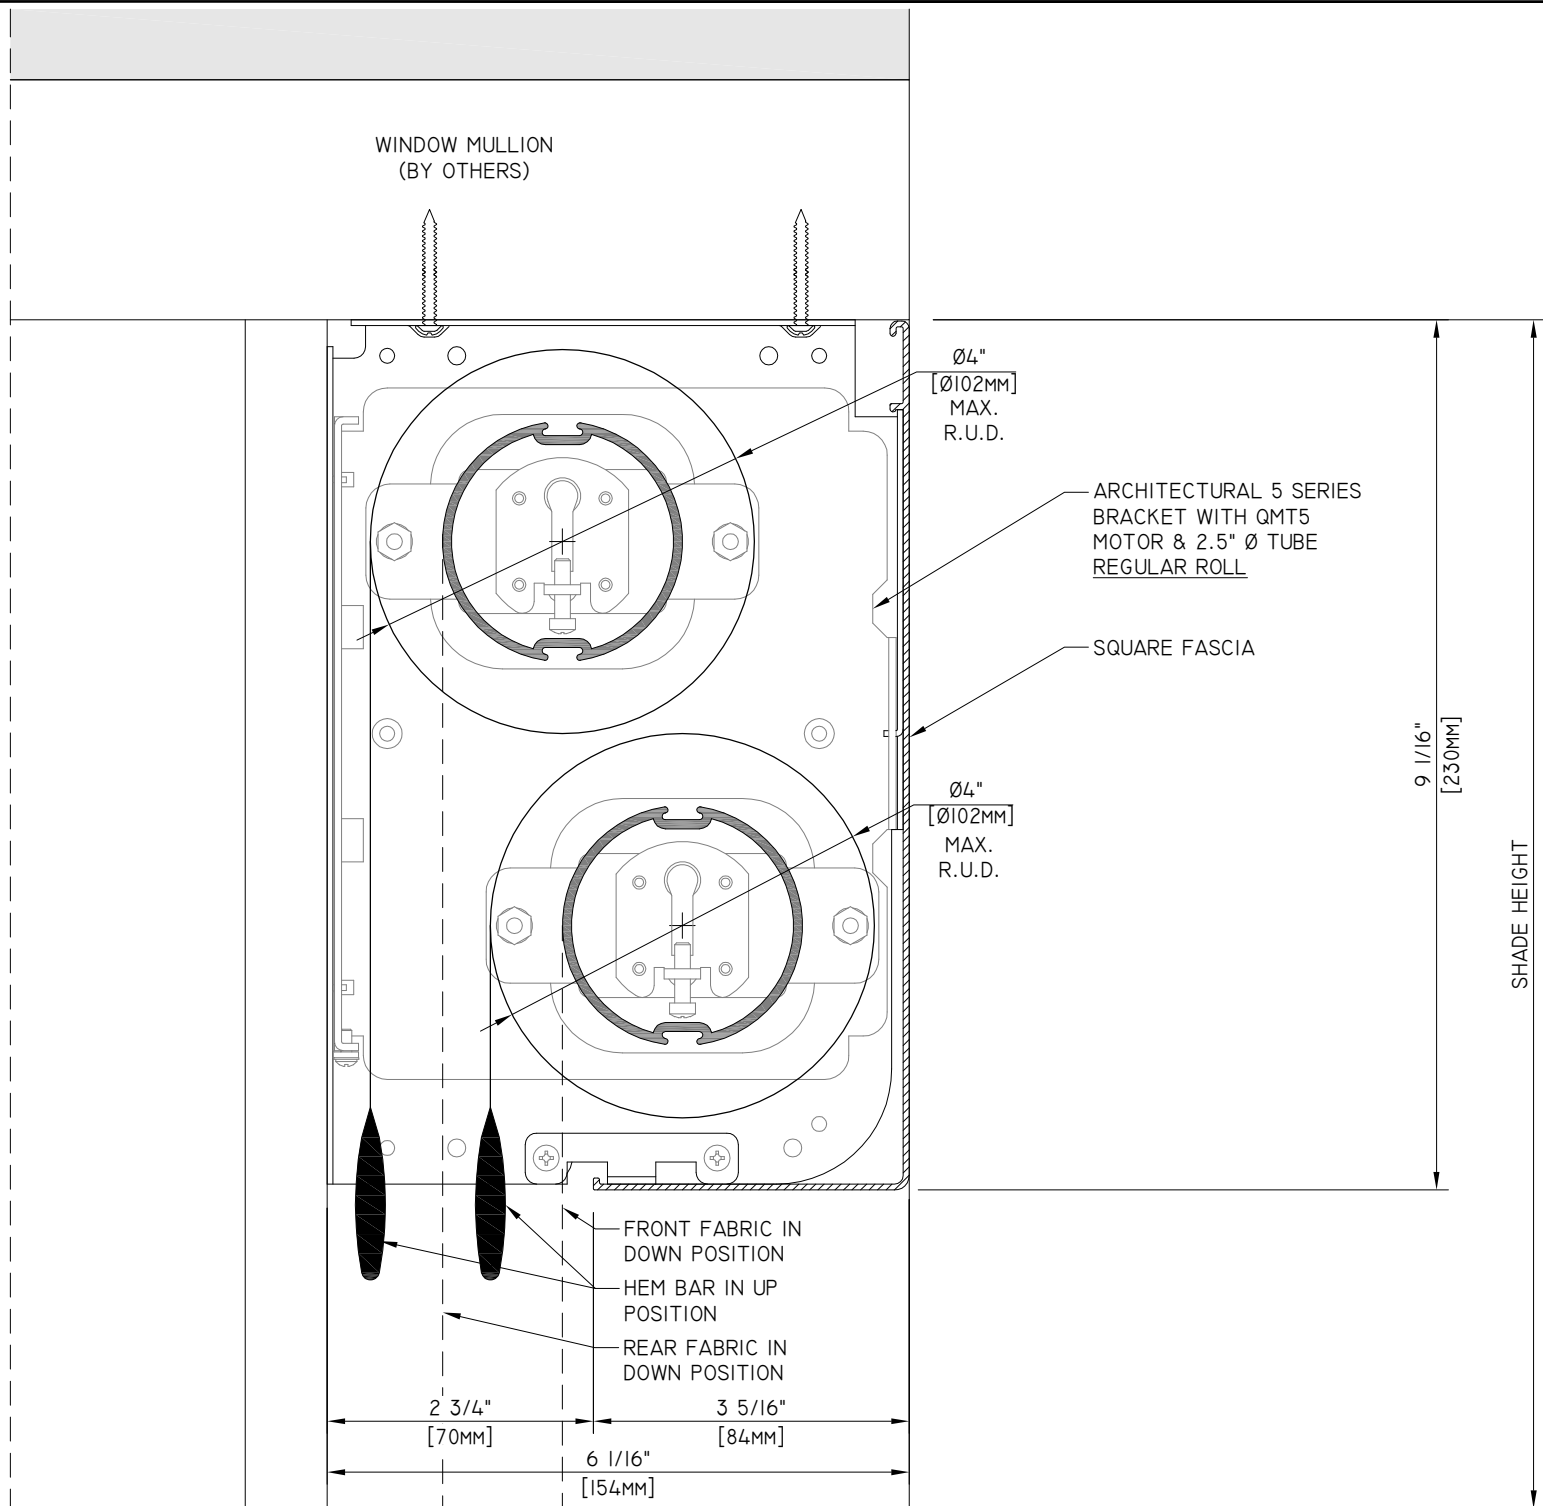 WINDOW MULLION
(BY OTHERS)
Ø4"
[Ø102MM]
MAX.
R.U.D.
ARCHITECTURAL 5 SERIES
BRACKET WITH QMT5
MOTOR & 2.5" Ø TUBE
REGULAR ROLL
SQUARE FASCIA
9 1/16"
[230MM]
Ø4"
[Ø102MM]
MAX.
R.U.D.
SHADE HEIGHT
FRONT FABRIC IN
DOWN POSITION
HEM BAR IN UP
POSITION
REAR FABRIC IN
DOWN POSITION
2 3/4"
[70MM]
3 5/16"
[84MM]
6 1/16"
[154MM]